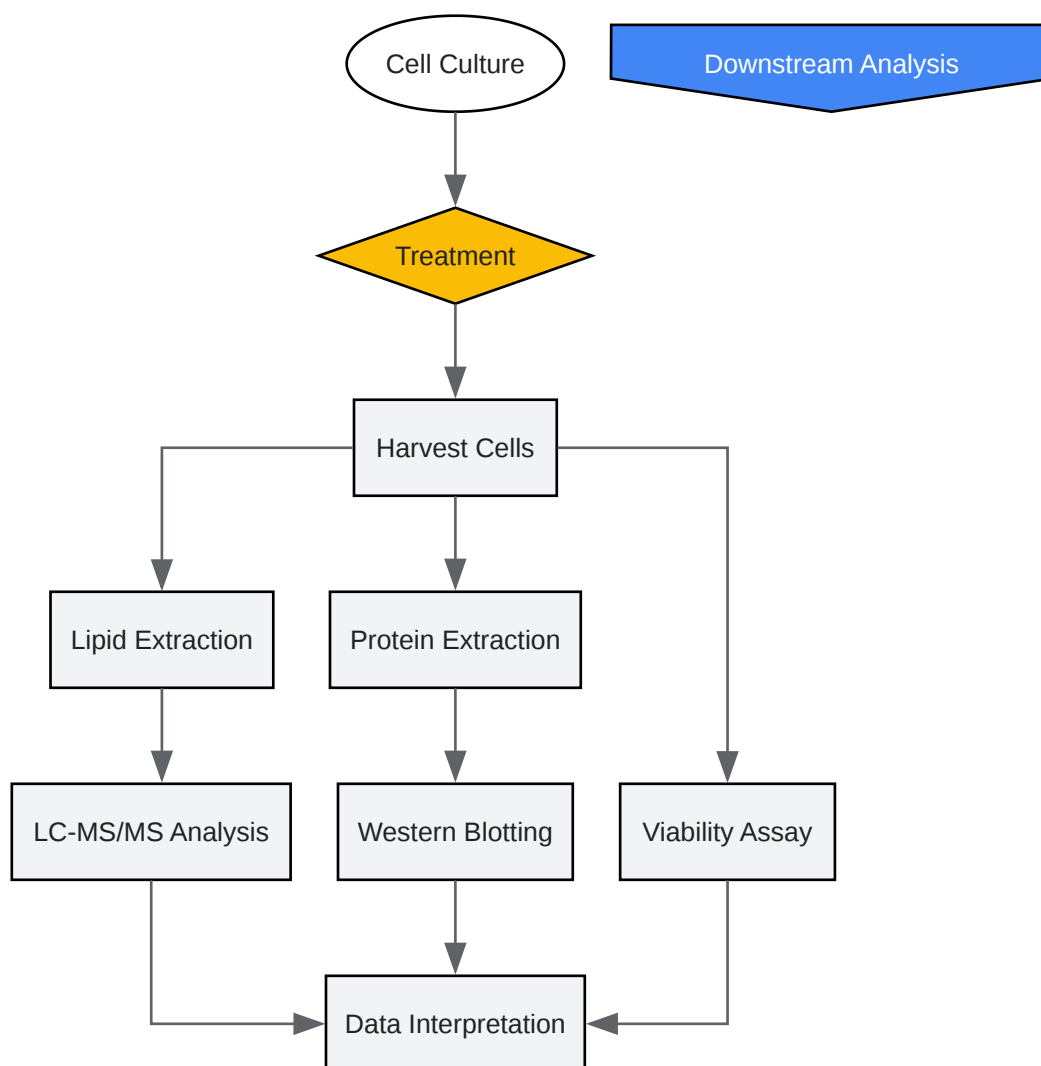 Cell Culture
Downstream Analysis
Treatment
Harvest Cells
Lipid Extraction
Protein Extraction
LC-MS/MS Analysis
Western Blotting
Viability Assay
Data Interpretation